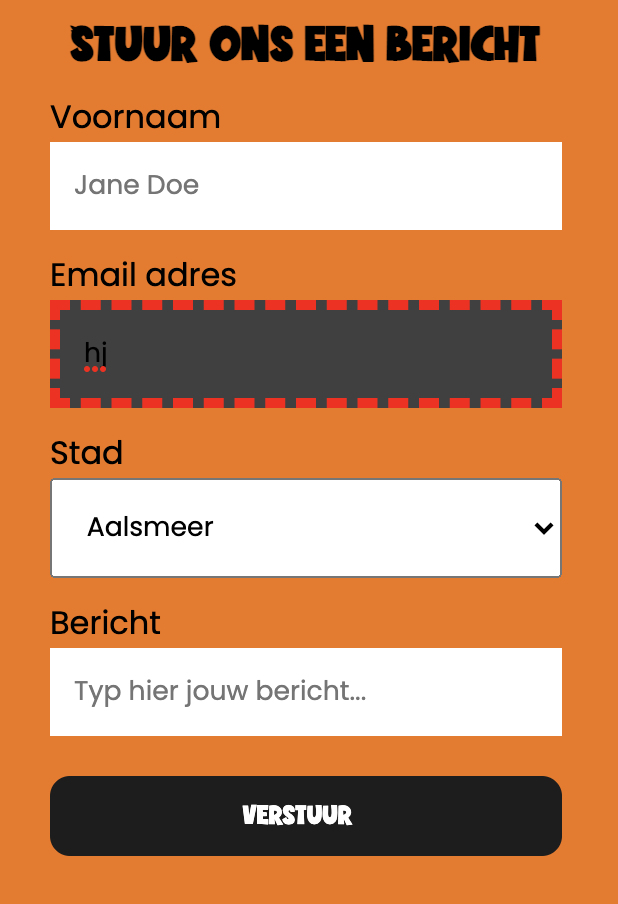 STUUR ONS EEN BERICHT
Voornaam
Jane Doe
Email adres
hj
Stad
Aalsmeer
Bericht
Typ hier jouw bericht...
VERSTUUR